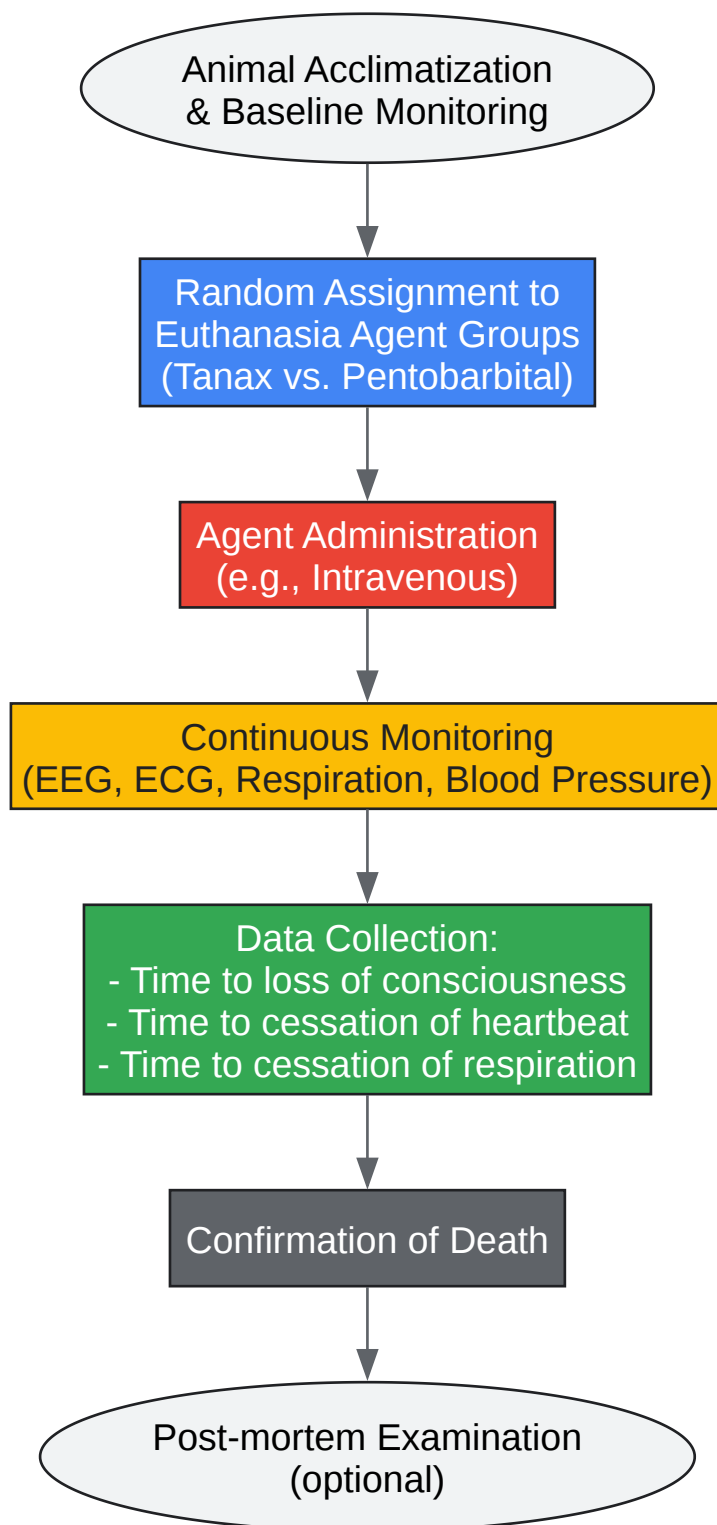 Animal Acclimatization
& Baseline Monitoring
Random Assignment to
Euthanasia Agent Groups
(Tanax vs. Pentobarbital)
Agent Administration
(e.g., Intravenous)
Continuous Monitoring
(EEG, ECG, Respiration, Blood Pressure)
Data Collection:
- Time to loss of consciousness
- Time to cessation of heartbeat
- Time to cessation of respiration
Confirmation of Death
Post-mortem Examination
(optional)